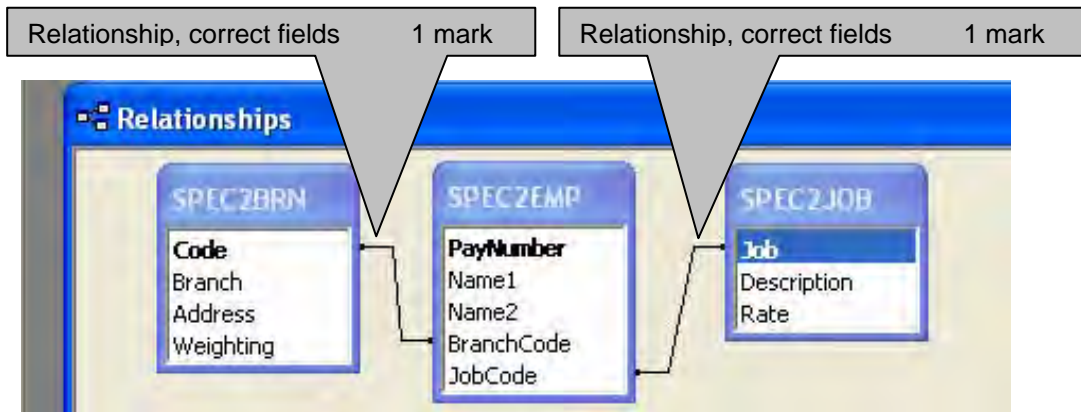 Relationship, correct fields 1 mark
Relationship, correct fields 1 mark
Relationships
SPEC2BRN
Code
Branch
Address
Weighting
SPEC2EMP
PayNumber
Name1
Name2
BranchCode
JobCode
SPEC2JOB
Job
Description
Rate